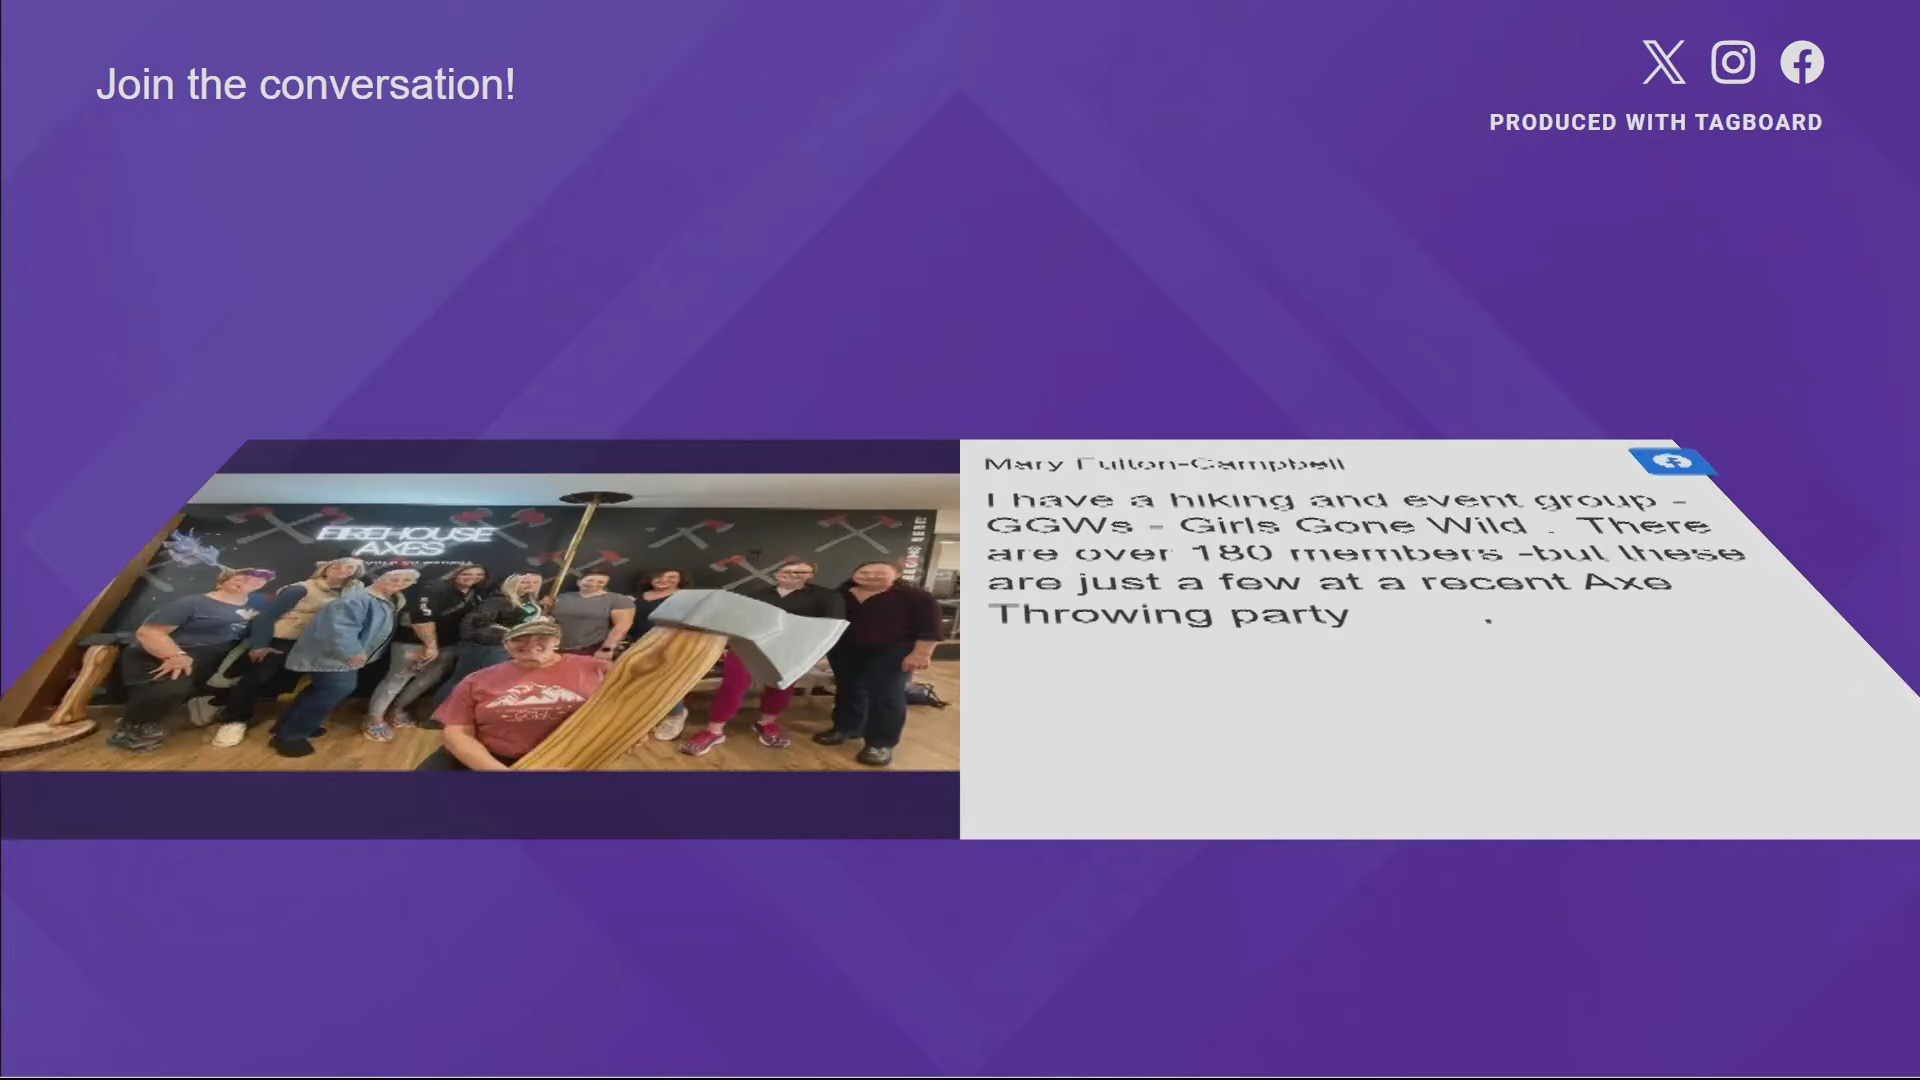 Join the conversation!
PRODUCED WITH TAGBOARD
Mary Fulton-Campbell
I have a hiking and event group -
GGWs - Girls Gone Wild . There
are over 180 members -but these
are just a few at a recent Axe
Throwing party .
FIREHOUSE
AXES